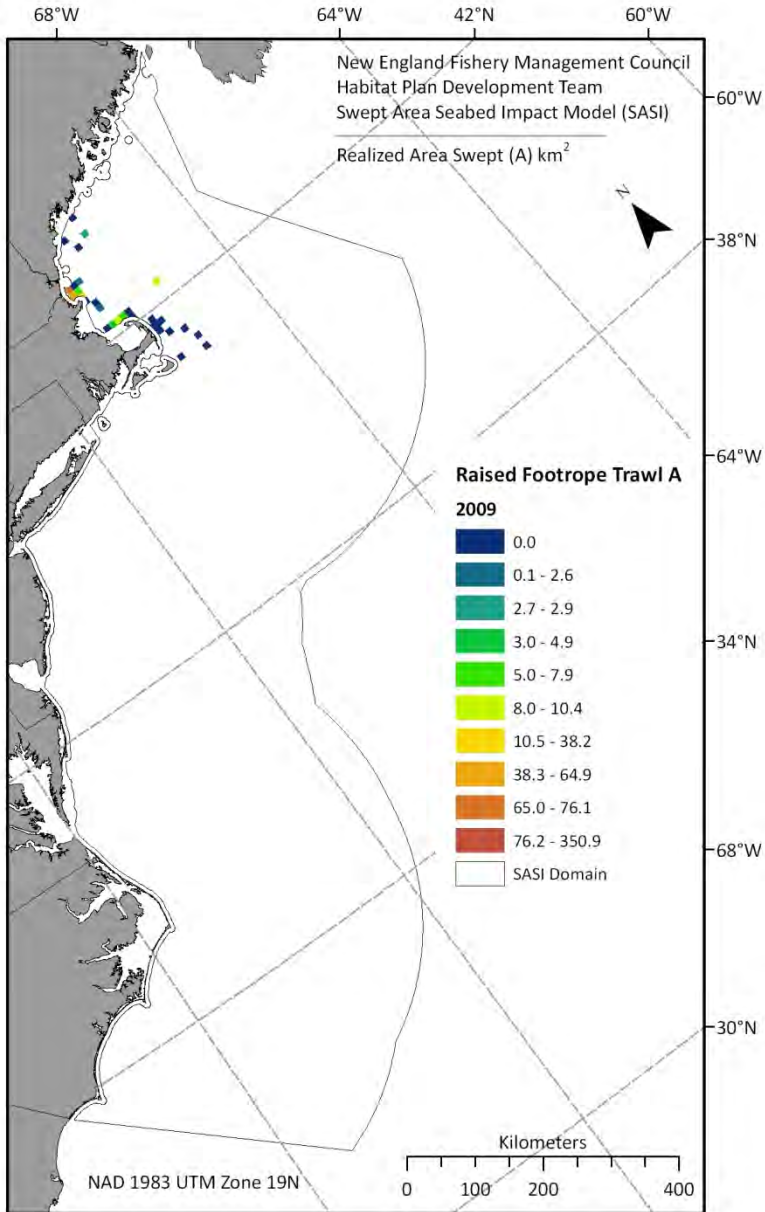 68°W 64°W 42°N 60°W
New England Fishery Management Council
Habitat Plan Development Team
Swept Area Seabed Impact Model (SASI)
Realized Area Swept (A) km²
60°W
N
38°N
64°W
Raised Footrope Trawl A
2009
0.0
0.1 - 2.6
2.7 - 2.9
3.0 - 4.9
5.0 - 7.9
8.0 - 10.4
10.5 - 38.2
38.3 - 64.9
65.0 - 76.1
76.2 - 350.9
SASI Domain
34°N
68°W
30°N
Kilometers
0 100 200 300 400
NAD 1983 UTM Zone 19N